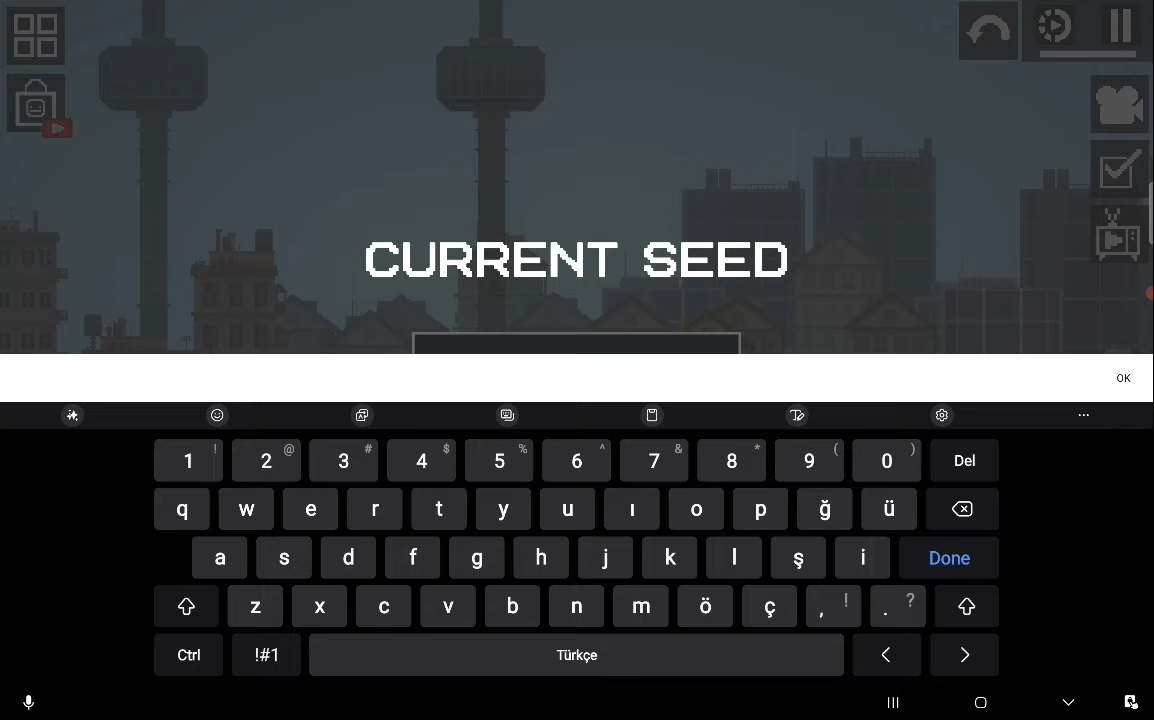 CURRENT SEED
OK
1 ! 2 @ 3 # 4 $ 5 % 6 ^ 7 & 8 * 9 ( 0 ) Del
q w e r t y u ı o p ğ ü
a s d f g h j k l ş i Done
z x c v b n m ö ç , ! . ?
Ctrl !#1 Türkçe < >